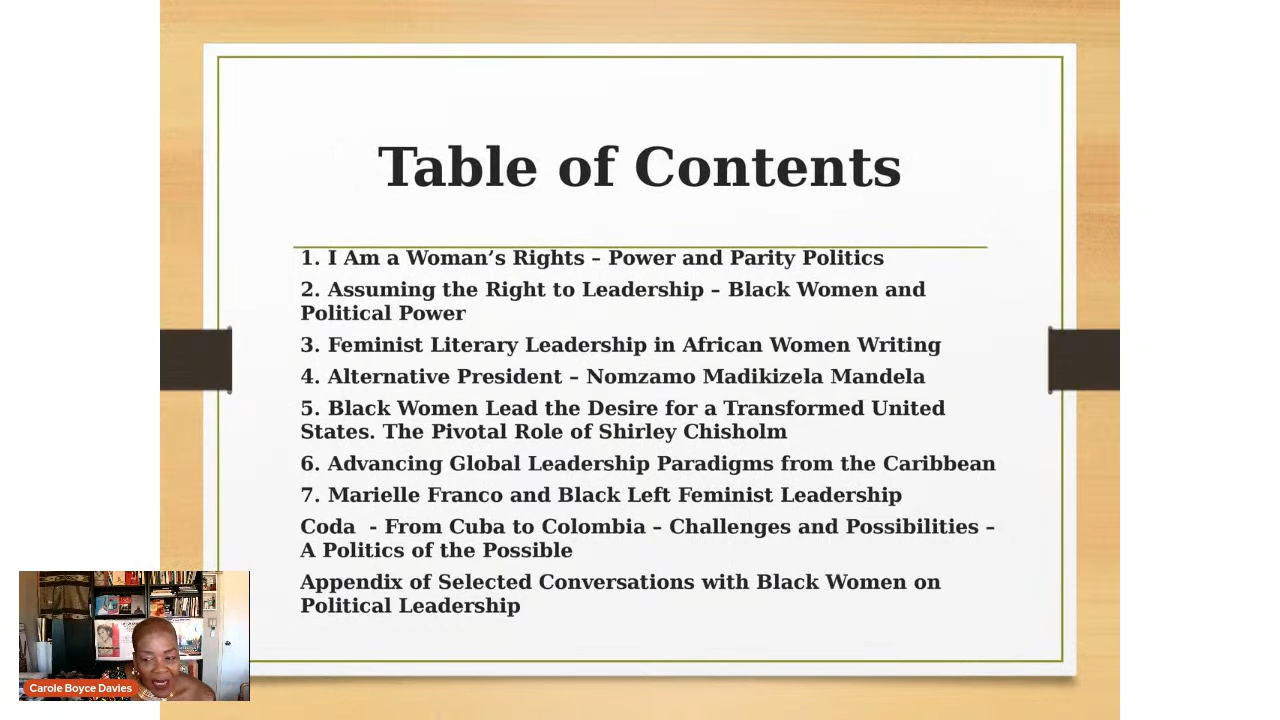 Table of Contents
1. I Am a Woman’s Rights – Power and Parity Politics
2. Assuming the Right to Leadership – Black Women and
Political Power
3. Feminist Literary Leadership in African Women Writing
4. Alternative President – Nomzamo Madikizela Mandela
5. Black Women Lead the Desire for a Transformed United
States. The Pivotal Role of Shirley Chisholm
6. Advancing Global Leadership Paradigms from the Caribbean
7. Marielle Franco and Black Left Feminist Leadership
Coda  - From Cuba to Colombia – Challenges and Possibilities –
A Politics of the Possible
Appendix of Selected Conversations with Black Women on
Political Leadership
Carole Boyce Davies